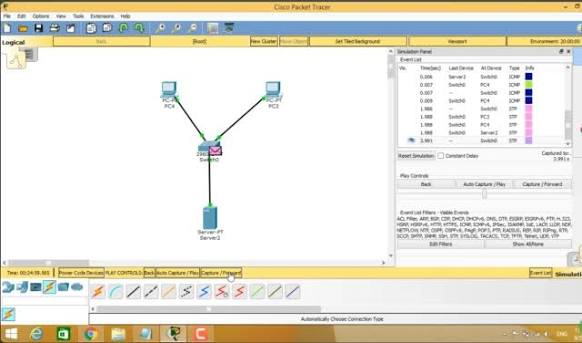 Cisco Packet Tracer
File Edit Options View Tools Extensions Help
Logical
Back
[Root]
New Cluster
Move Object
Set Tiled Background
Viewport
Environment: 20:00:00
Simulation Panel
Event List
Vis. Time(sec) Last Device At Device Type Info
0.006 Server2 Switch0 ICMP
0.007 Switch0 PC4 ICMP
0.007 -- Switch0 ICMP
0.009 Switch0 PC4 ICMP
1.986 -- Switch0 STP
1.988 Switch0 PC3 STP
1.988 Switch0 PC4 STP
1.988 Switch0 Server2 STP
3.991 -- Switch0 STP
Reset Simulation
Constant Delay
Captured to:
3.991 s
Play Controls
Back
Auto Capture / Play
Capture / Forward
Event List Filters - Visible Events
ACL Filter, ARP, BGP, CDP, DHCP, DHCPv6, DNS, DTP, EIGRP, EIGRPv6, FTP, H.323,
HSRP, HSRPv6, HTTP, HTTPS, ICMP, ICMPv6, IPSec, ISAKMP, IoE, LACP, NDP,
NETFLOW, NTP, OSPF, OSPFv6, PAgP, POP3, RADIUS, REP, RIP, RIPng, RTP,
SCCP, SMTP, SNMP, SSH, STP, SYSLOG, TACACS, TCP, TFTP, Telnet, UDP, VTP
Edit Filters
Show All/None
PC-PT
PC4
PC-PT
PC3
Switch0
Server-PT
Server2
Time: 00:24:59.985
Power Cycle Devices
PLAY CONTROLS:
Back
Auto Capture / Play
Capture / Forward
Event List
Automatically Choose Connection Type
ENG